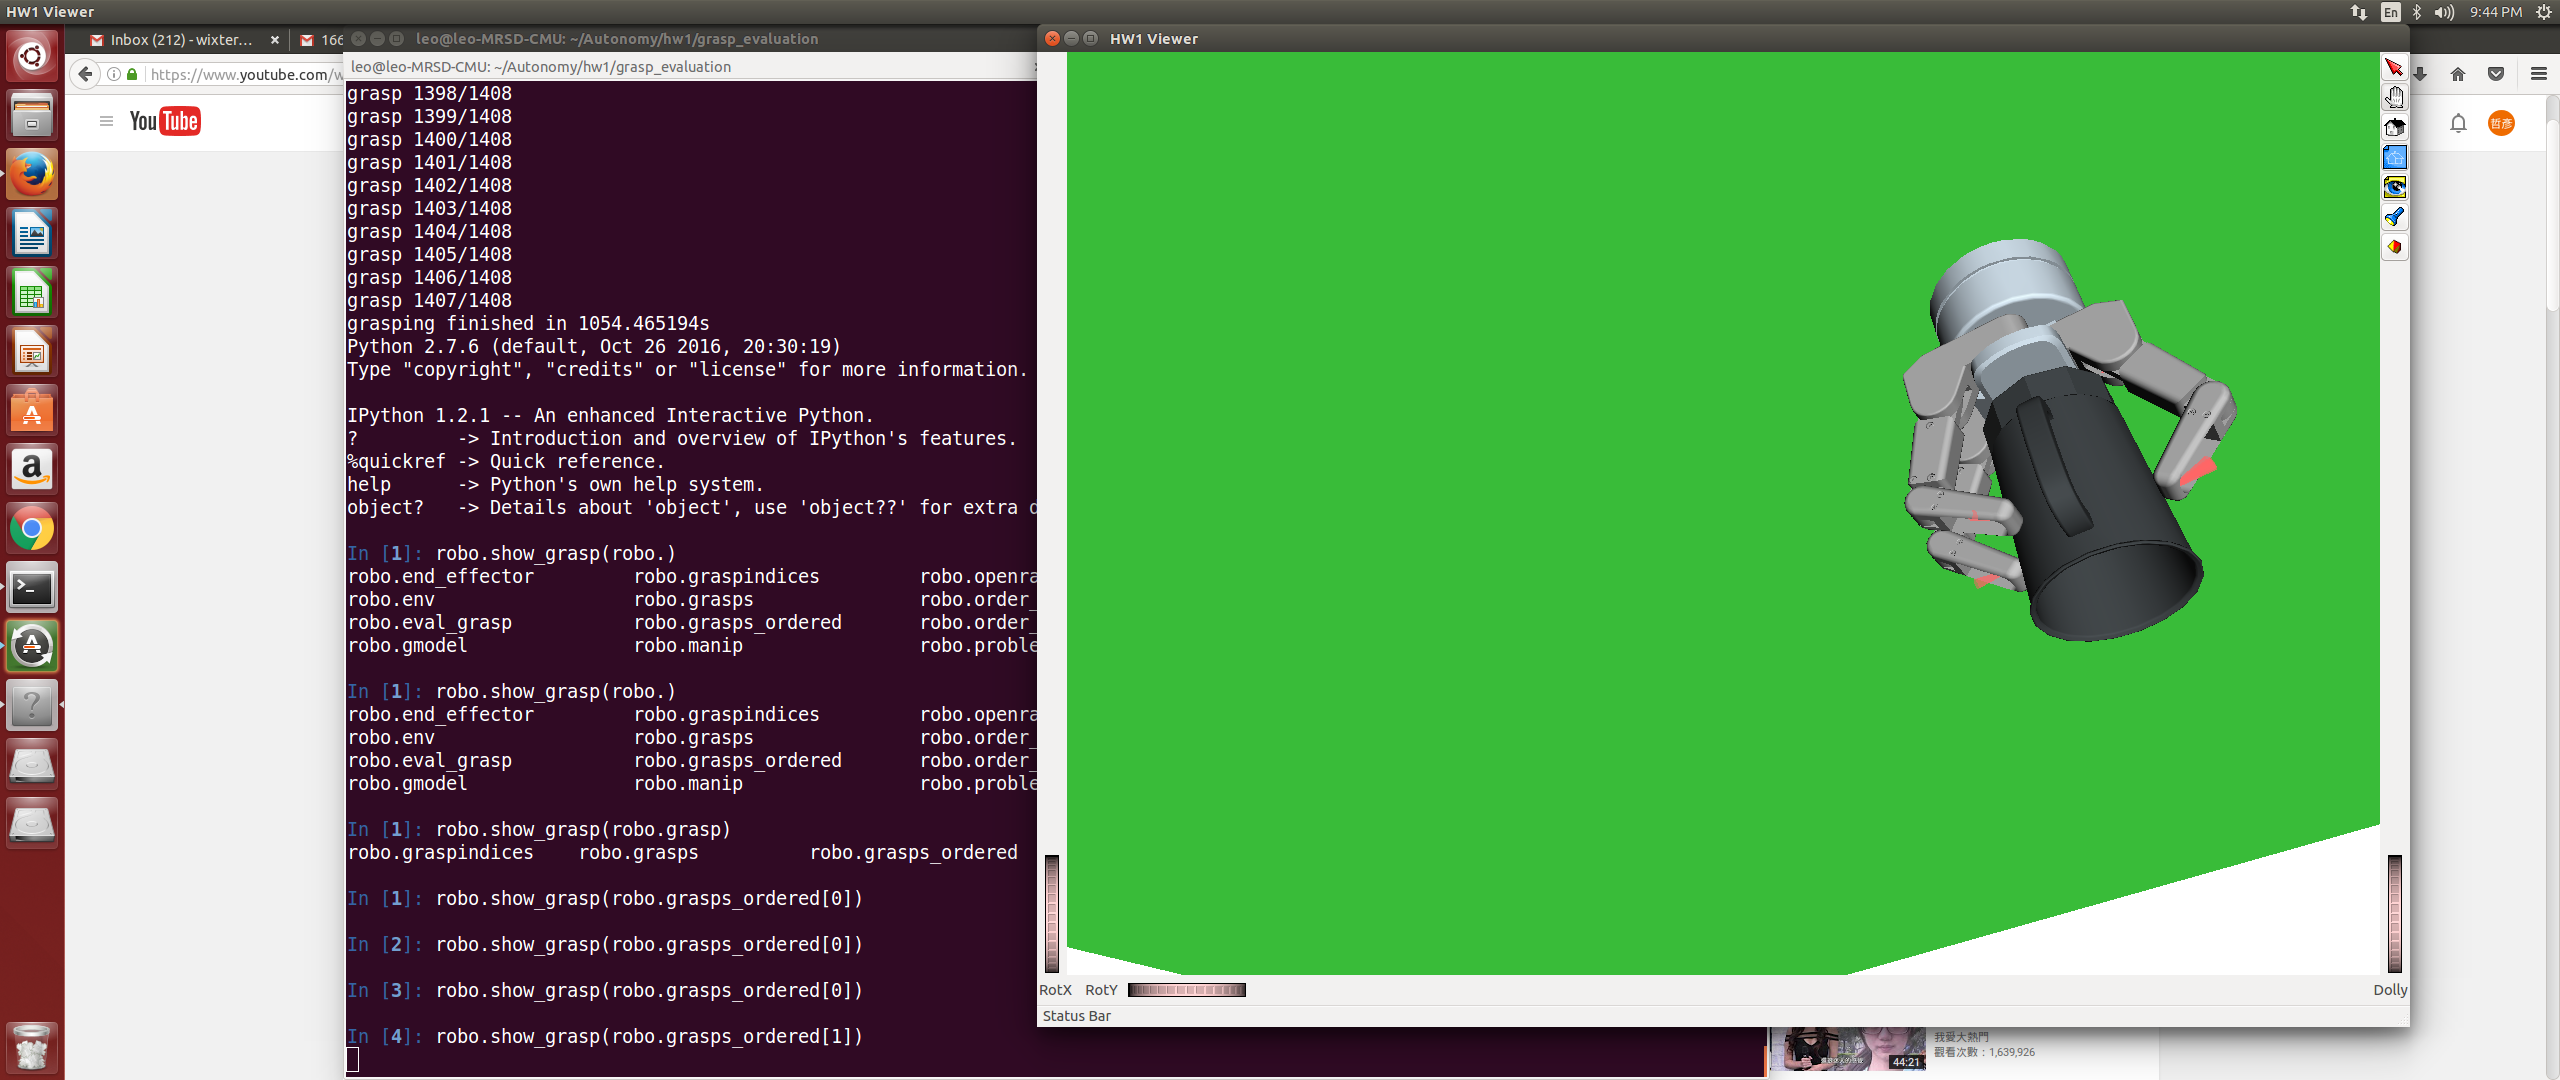 HW1 Viewer
En
9:44 PM
Inbox (212) - wixter...
166
leo@leo-MRSD-CMU: ~/Autonomy/hw1/grasp_evaluation
HW1 Viewer
https://www.youtube.com/w
leo@leo-MRSD-CMU: ~/Autonomy/hw1/grasp_evaluation
YouTube
哲彥
grasp 1398/1408
grasp 1399/1408
grasp 1400/1408
grasp 1401/1408
grasp 1402/1408
grasp 1403/1408
grasp 1404/1408
grasp 1405/1408
grasp 1406/1408
grasp 1407/1408
grasping finished in 1054.465194s
Python 2.7.6 (default, Oct 26 2016, 20:30:19)
Type "copyright", "credits" or "license" for more information.
IPython 1.2.1 -- An enhanced Interactive Python.
?         -> Introduction and overview of IPython's features.
%quickref -> Quick reference.
help      -> Python's own help system.
object?   -> Details about 'object', use 'object??' for extra d
In [1]: robo.show_grasp(robo.)
robo.end_effector robo.graspindices robo.openra
robo.env robo.grasps robo.order_
robo.eval_grasp robo.grasps_ordered robo.order_
robo.gmodel robo.manip robo.proble
In [1]: robo.show_grasp(robo.)
robo.end_effector robo.graspindices robo.openra
robo.env robo.grasps robo.order_
robo.eval_grasp robo.grasps_ordered robo.order_
robo.gmodel robo.manip robo.proble
In [1]: robo.show_grasp(robo.grasp)
robo.graspindices robo.grasps robo.grasps_ordered
In [1]: robo.show_grasp(robo.grasps_ordered[0])
In [2]: robo.show_grasp(robo.grasps_ordered[0])
In [3]: robo.show_grasp(robo.grasps_ordered[0])
In [4]: robo.show_grasp(robo.grasps_ordered[1])
RotX RotY
Dolly
Status Bar
我愛大熱門
觀看次數：1,639,926
44:21